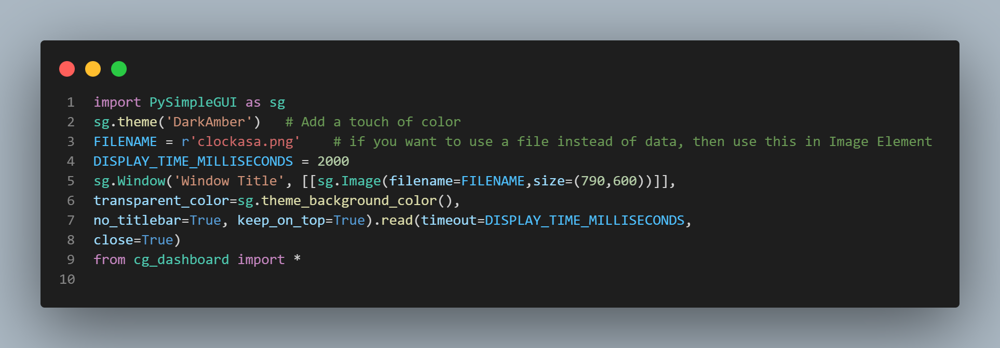 1 import PySimpleGUI as sg
2 sg.theme('DarkAmber')   # Add a touch of color
3 FILENAME = r'clockasa.png'    # if you want to use a file instead of data, then use this in Image Element
4 DISPLAY_TIME_MILLISECONDS = 2000
5 sg.Window('Window Title', [[sg.Image(filename=FILENAME,size=(790,600))]],
6 transparent_color=sg.theme_background_color(),
7 no_titlebar=True, keep_on_top=True).read(timeout=DISPLAY_TIME_MILLISECONDS,
8 close=True)
9 from cg_dashboard import *
10